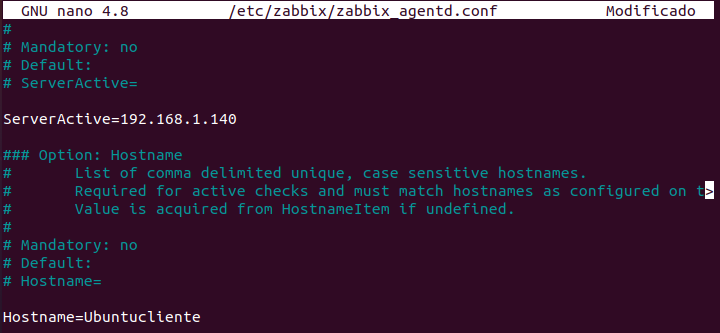 GNU nano 4.8 /etc/zabbix/zabbix_agentd.conf Modificado
#
# Mandatory: no
# Default:
# ServerActive=
ServerActive=192.168.1.140
### Option: Hostname
# List of comma delimited unique, case sensitive hostnames.
# Required for active checks and must match hostnames as configured on t>
# Value is acquired from HostnameItem if undefined.
#
# Mandatory: no
# Default:
# Hostname=
Hostname=Ubuntucliente